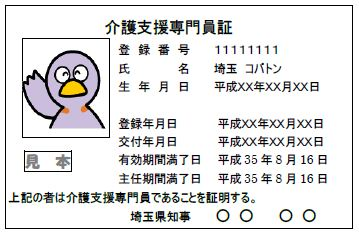 介護支援専門員証
登録番号 11111111
氏名 埼玉 コバトン
生年月日 平成XX年XX月XX日
登録年月日 平成XX年XX月XX日
交付年月日 平成XX年XX月XX日
有効期間満了日 平成35年8月16日
主任期間満了日 平成35年8月16日
見本
上記の者は介護支援専門員であることを証明する。
埼玉県知事 〇〇 〇〇